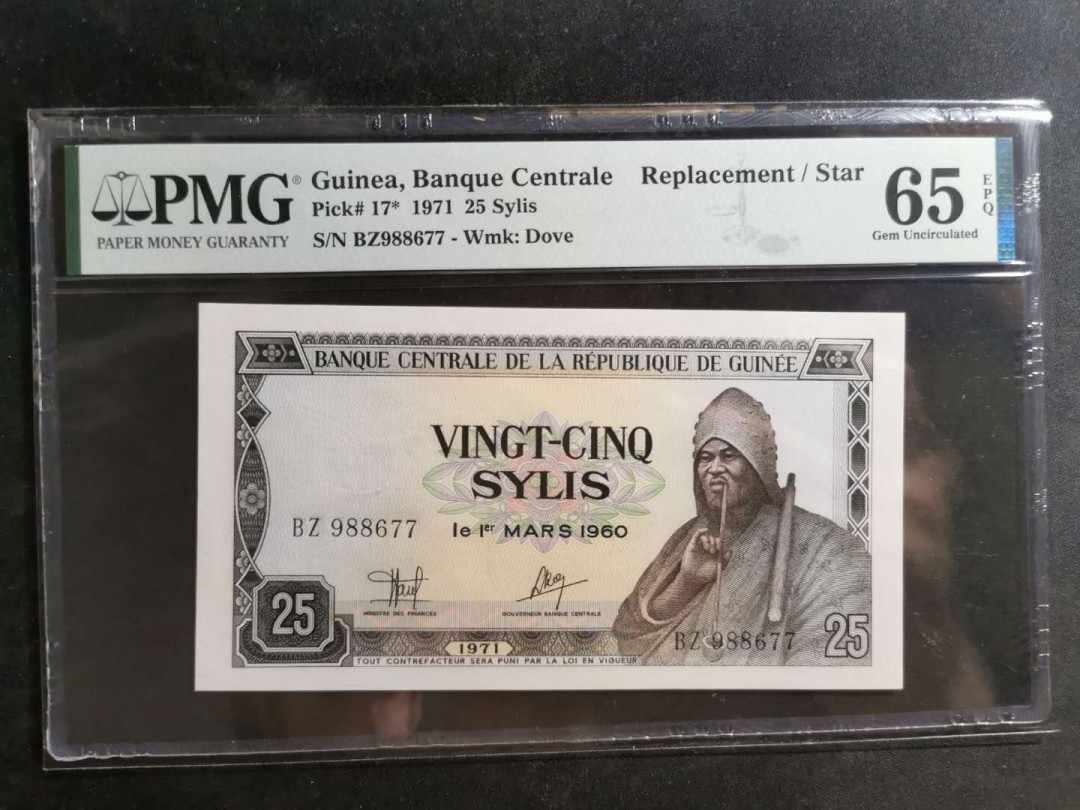 PMG® Guinea, Banque Centrale Replacement / Star 65 EPQ
Pick# 17* 1971 25 Sylis
PAPER MONEY GUARANTY S/N BZ988677 - Wmk: Dove Gem Uncirculated
BANQUE CENTRALE DE LA RÉPUBLIQUE DE GUINÉE
VINGT-CINQ
SYLIS
BZ 988677 le 1er MARS 1960
MINISTRE DES FINANCES GOUVERNEUR BANQUE CENTRALE
25 BZ 988677 25
1971
TOUT CONTREFACTEUR SERA PUNI PAR LA LOI EN VIGUEUR